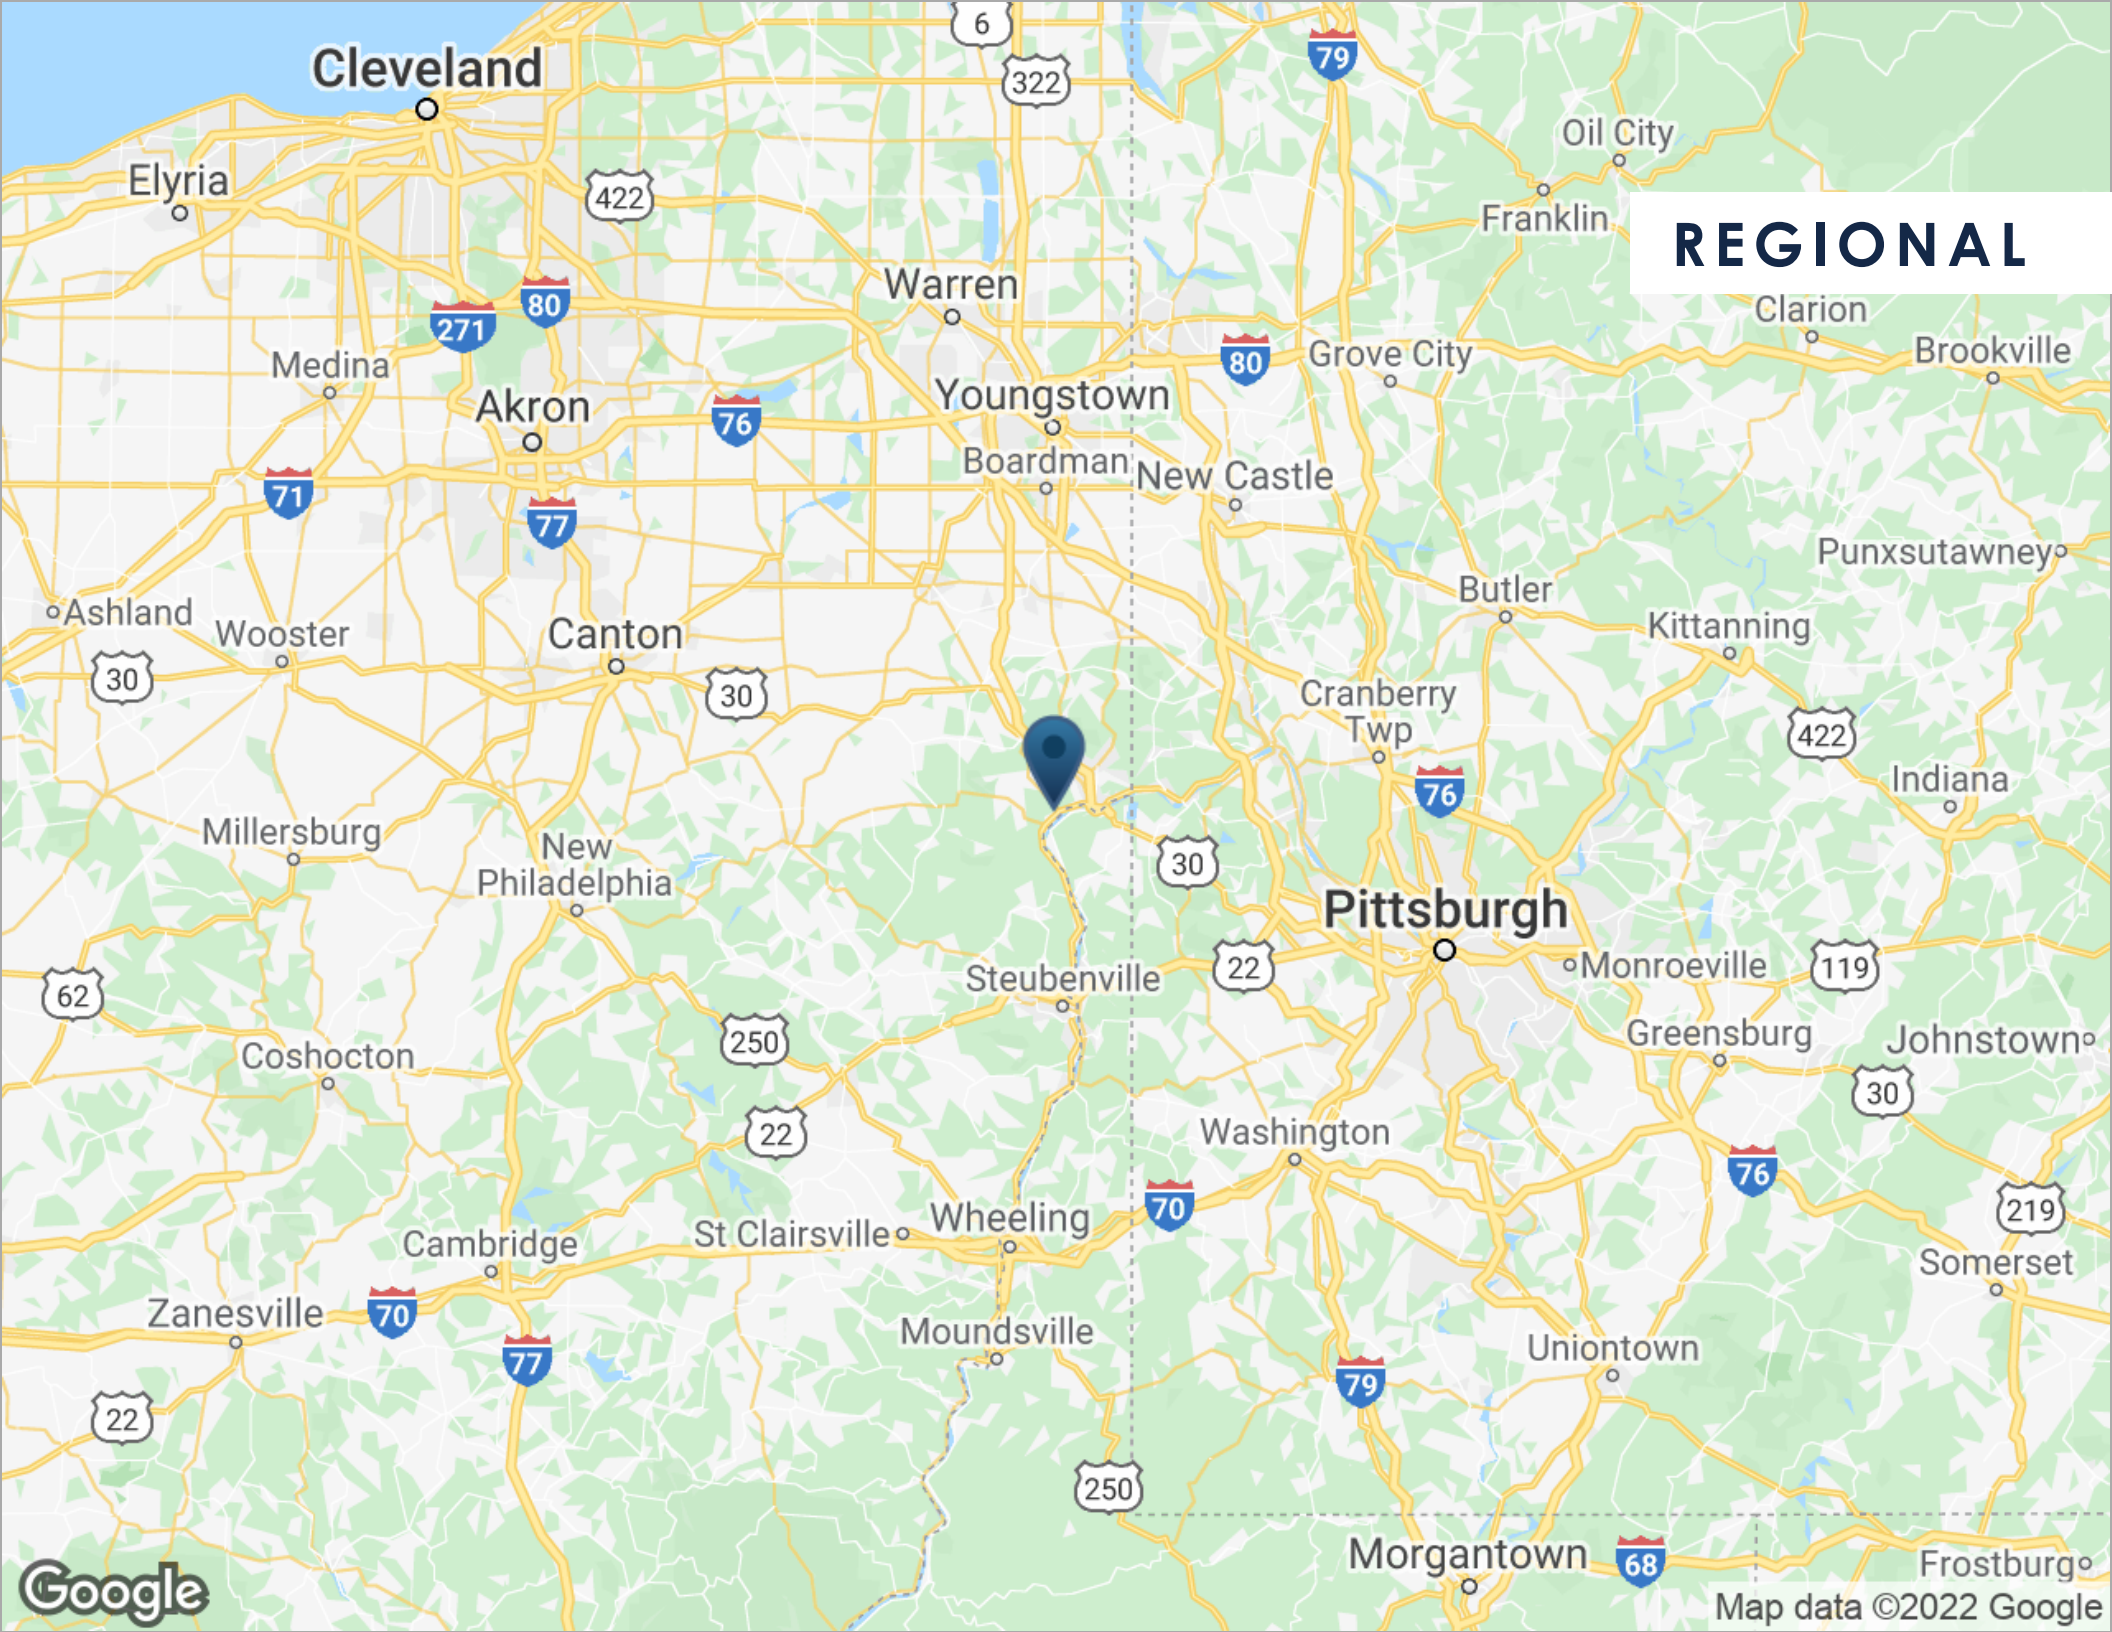 6
Cleveland
79
322
Oil City
Elyria
422
Franklin
REGIONAL
Warren
80
271
Clarion
Medina
80
Grove City
Brookville
Akron
76
Youngstown
Boardman
New Castle
71
77
Punxsutawney
Ashland
Wooster
Canton
Butler
Kittanning
30
30
Cranberry
Twp
422
76
Indiana
Millersburg
New
Philadelphia
30
Pittsburgh
62
Steubenville
22
Monroeville
119
250
Coshocton
Greensburg
Johnstown
30
22
Washington
76
70
219
St Clairsville
Wheeling
Cambridge
Somerset
Zanesville
70
Moundsville
77
Uniontown
79
22
250
Morgantown
68
Frostburg
Google
Map data ©2022 Google